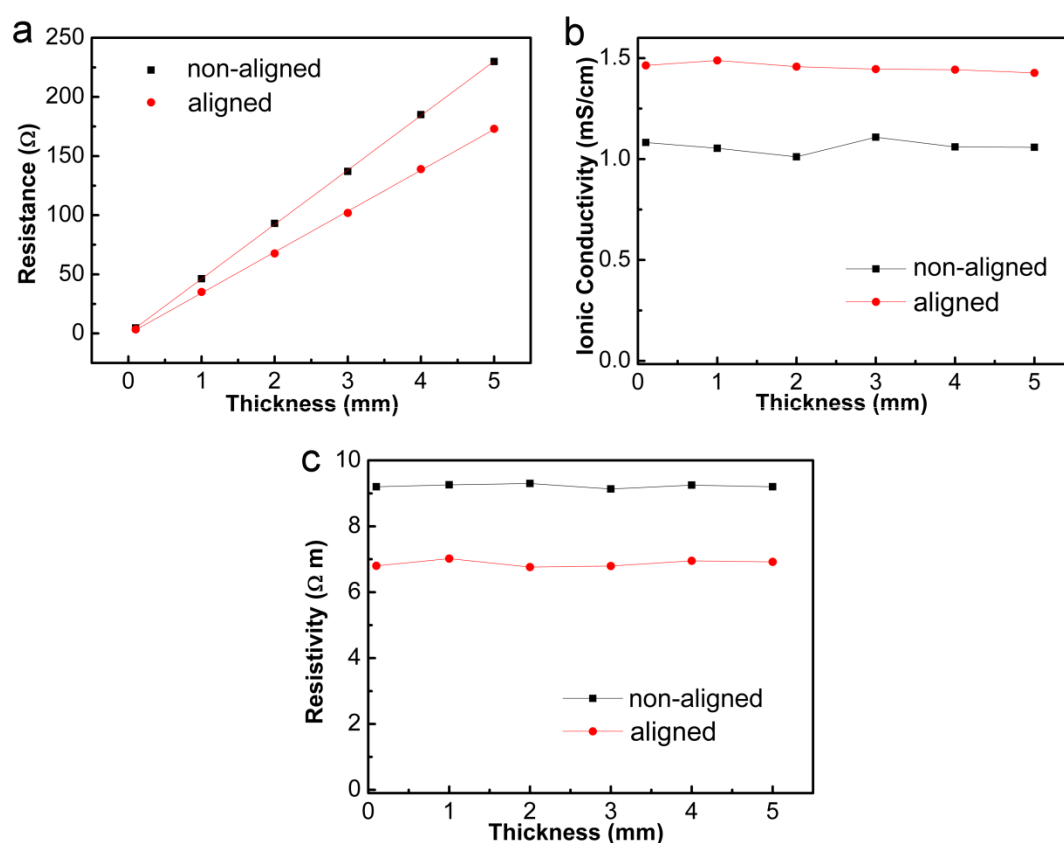 a
250
200
150
100
50
0
Resistance (Ω)
non-aligned
aligned
0 1 2 3 4 5
Thickness (mm)
b
1.5
1.0
0.5
0.0
Ionic Conductivity (mS/cm)
non-aligned
aligned
0 1 2 3 4 5
Thickness (mm)
c
10
8
6
4
2
0
Resistivity (Ω m)
non-aligned
aligned
0 1 2 3 4 5
Thickness (mm)